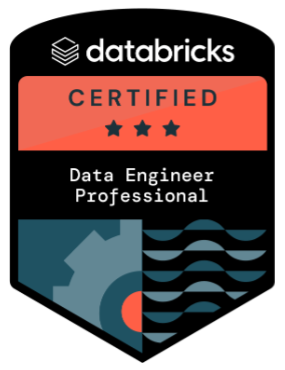 databricks
CERTIFIED
Data Engineer
Professional